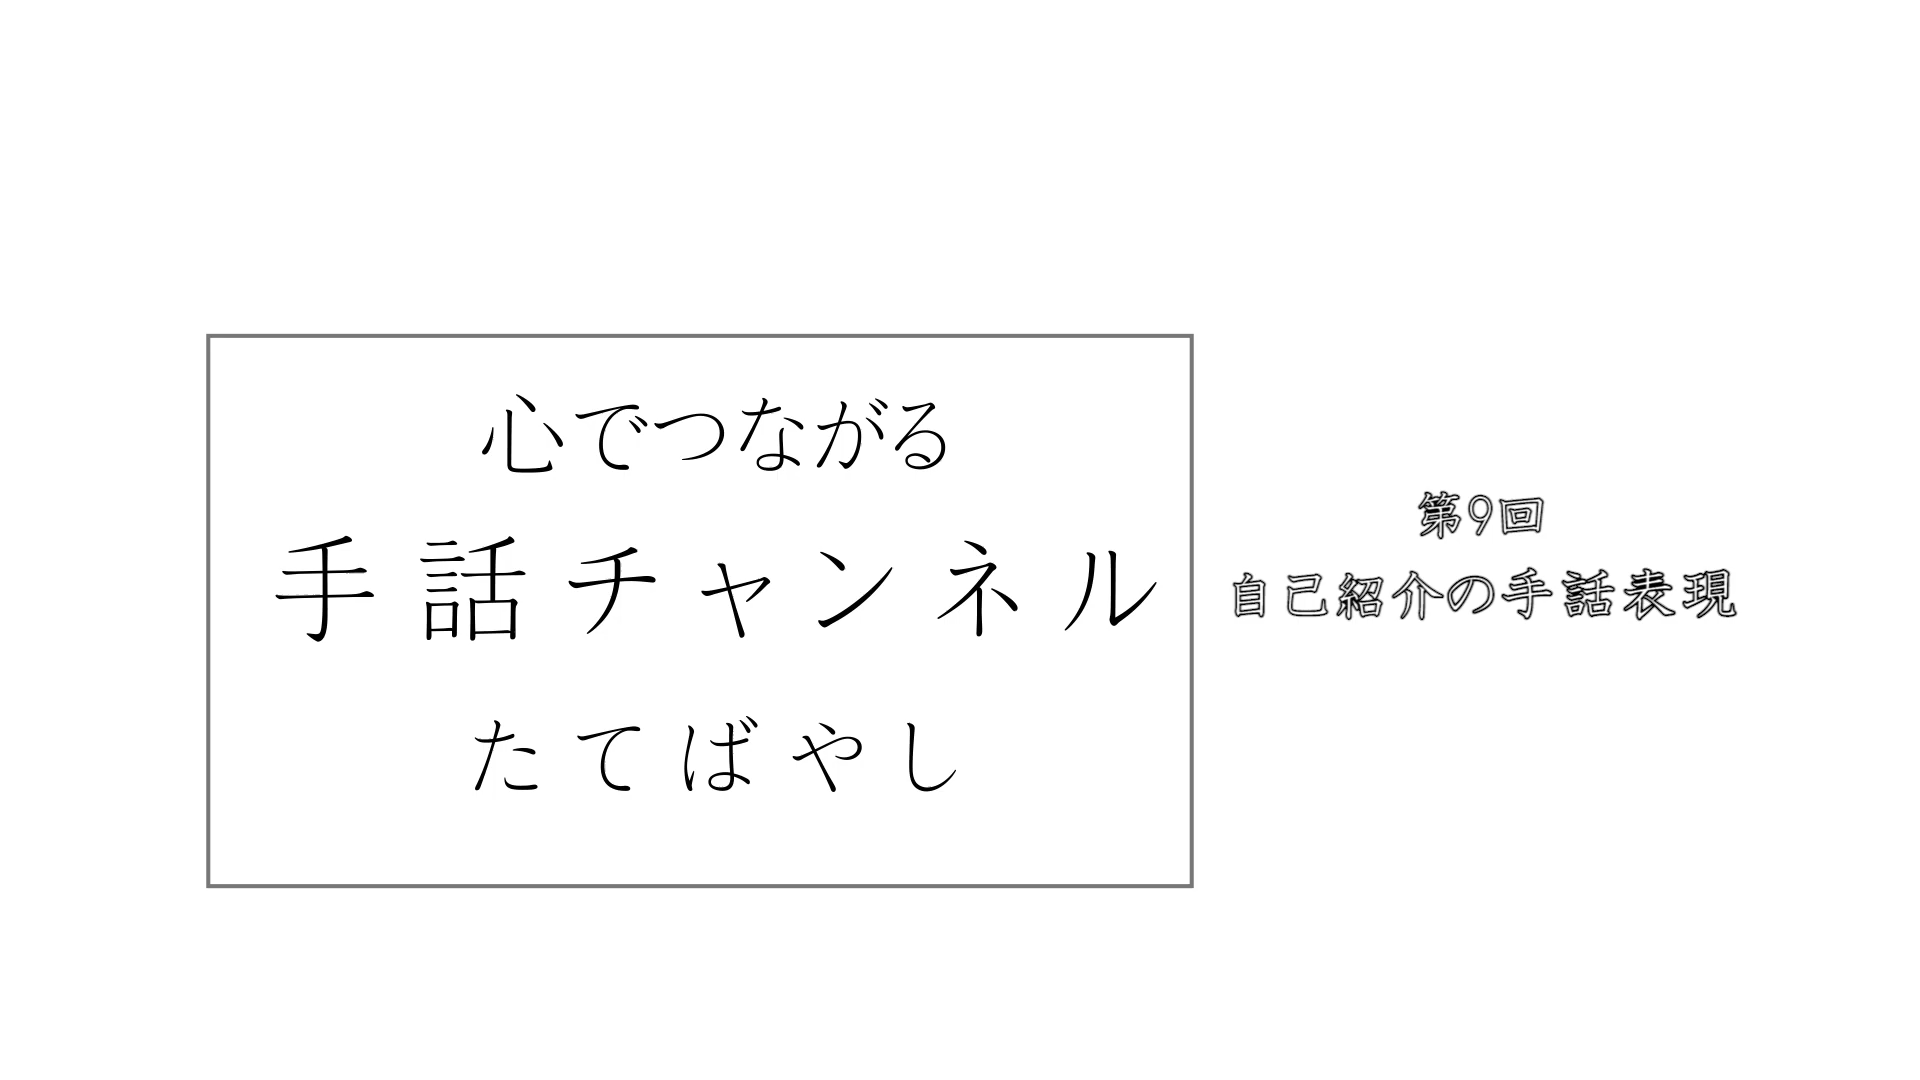 心でつながる
手話チャンネル
たてばやし
第9回
自己紹介の手話表現